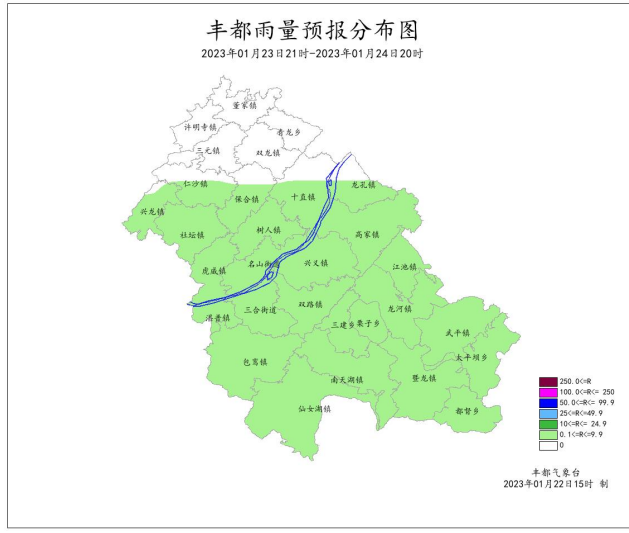 丰都雨量预报分布图
2023年01月23日21时-2023年01月24日20时
董家镇
许明寺镇
青龙乡
三元镇
双龙镇
仁沙镇
龙孔镇
保合镇
十直镇
兴龙镇
社坛镇
树人镇
高家镇
虎威镇
名山街
兴义镇
江池镇
湛普镇
三合街道
双路镇
龙河镇
三建乡
栗子乡
武平镇
太平坝乡
包鸾镇
南天湖镇
暨龙镇
仙女湖镇
都督乡
250.0<=R
100.0<=R<= 250
50.0<=R<= 99.9
25<=R<=49.9
10<=R<= 24.9
0.1<=R<=9.9
0
丰都气象台
2023年01月22日15时 制